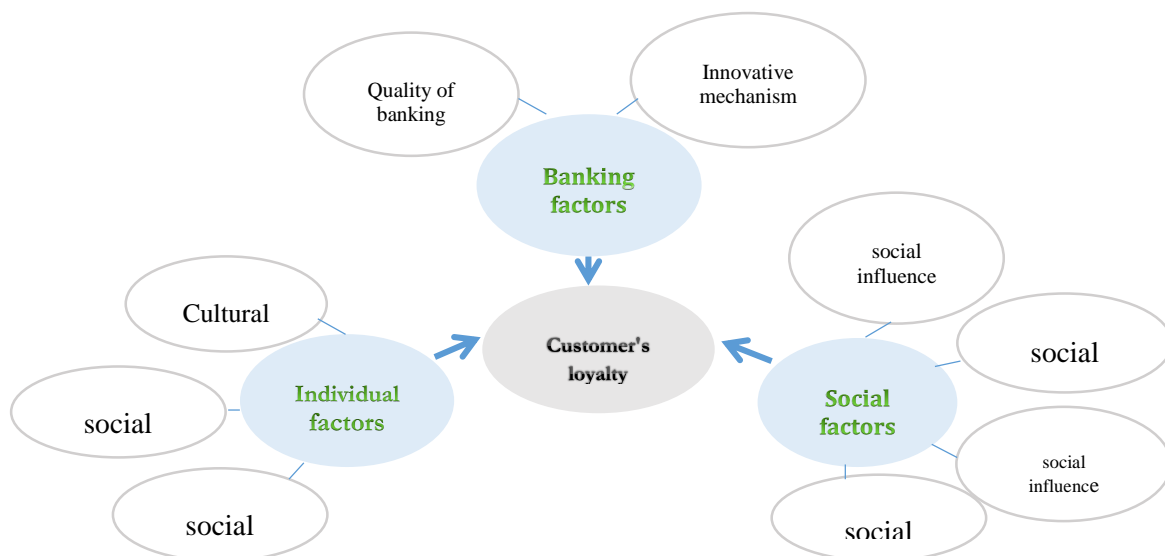 Quality of
banking
Innovative
mechanism
Banking
factors
social
influence
Cultural
Customer's
loyalty
social
Individual
factors
social
Social
factors
social
social
influence
social